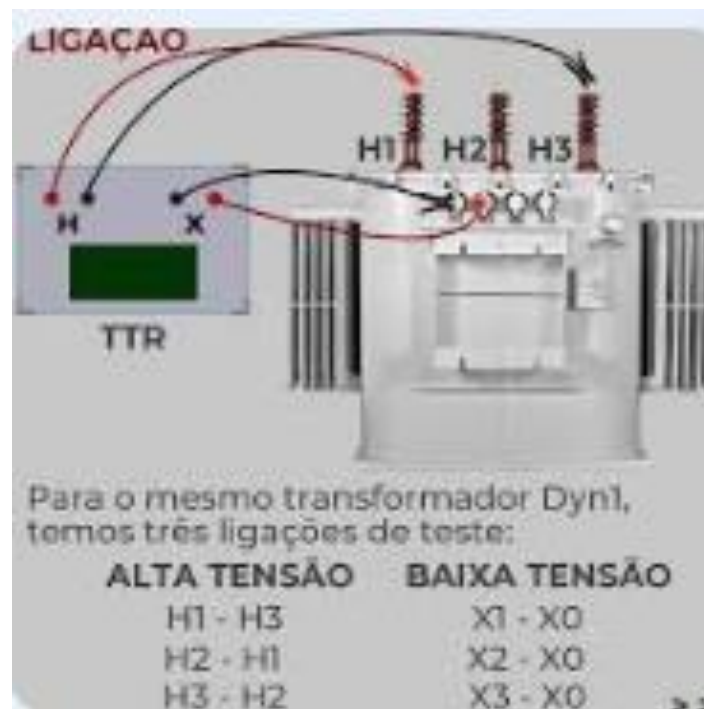 LIGAÇÃO
H1 H2 H3
H X
TTR
Para o mesmo transformador Dyn1,
temos três ligações de teste:
ALTA TENSÃO BAIXA TENSÃO
H1 - H3 X1 - X0
H2 - H1 X2 - X0
H3 - H2 X3 - X0